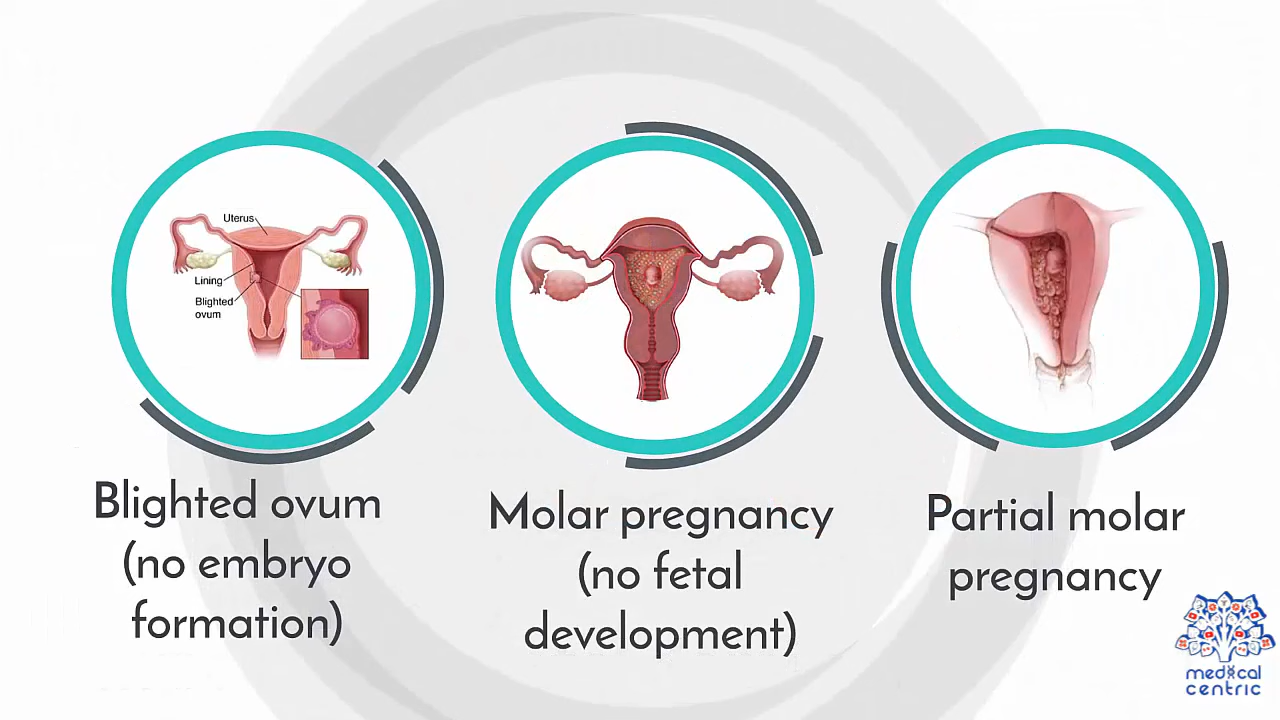 Uterus
Lining
Blighted
ovum
Blighted ovum
(no embryo
formation)
Molar pregnancy
(no fetal
development)
Partial molar
pregnancy
medical
centric